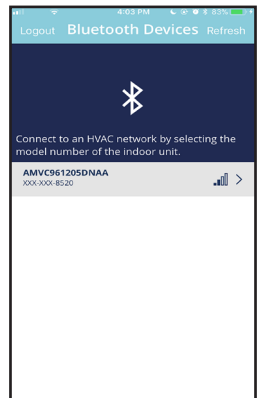 4:03 PM 83%
Logout Bluetooth Devices Refresh
Connect to an HVAC network by selecting the
model number of the indoor unit.
AMVC961205DNAA
XXX-XXX-8520